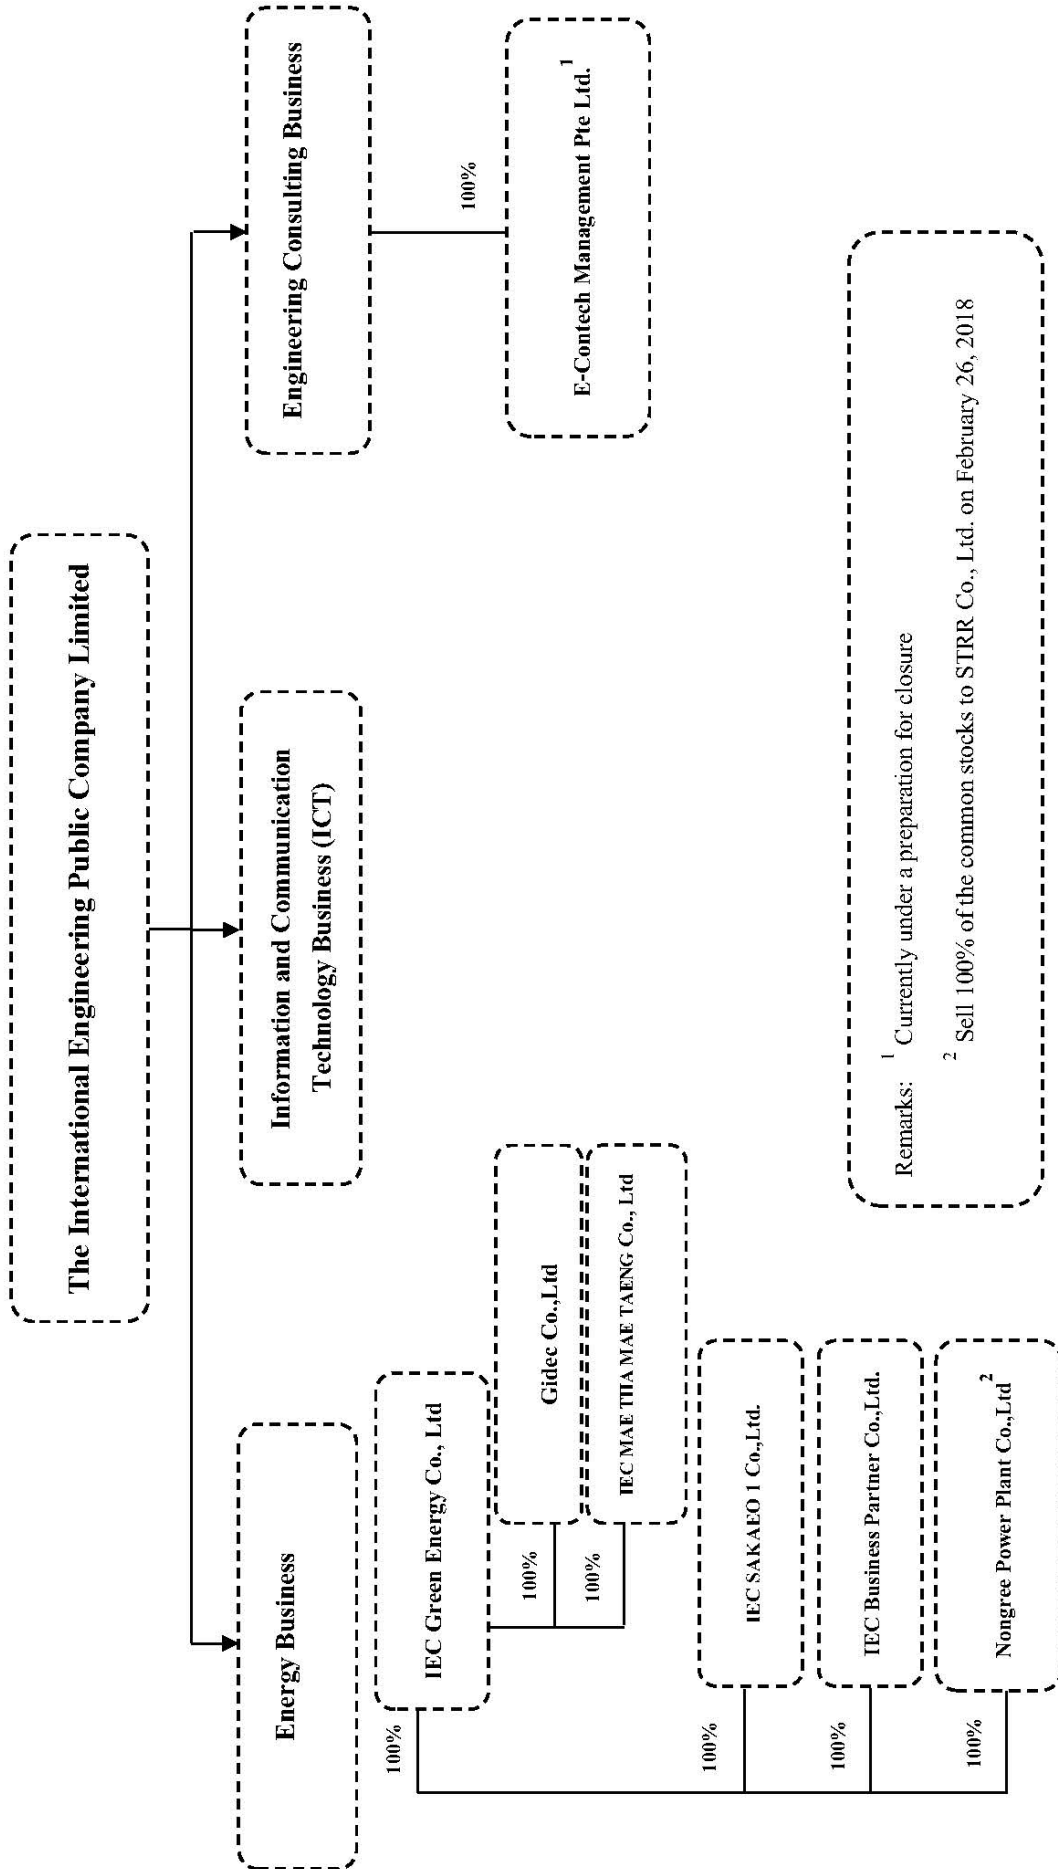 The International Engineering Public Company Limited
Energy Business
Information and Communication
Technology Business (ICT)
Engineering Consulting Business
100%
IEC Green Energy Co., Ltd
100%
Gidec Co.,Ltd
100%
IEC MAE TIIA MAE TAENG Co., Ltd
100%
IEC SAKAEO 1 Co.,Ltd.
100%
IEC Business Partner Co.,Ltd.
100%
Nongree Power Plant Co.,Ltd 2
100%
E-Contech Management Pte Ltd. 1
Remarks: 1 Currently under a preparation for closure
2 Sell 100% of the common stocks to STRR Co., Ltd. on February 26, 2018